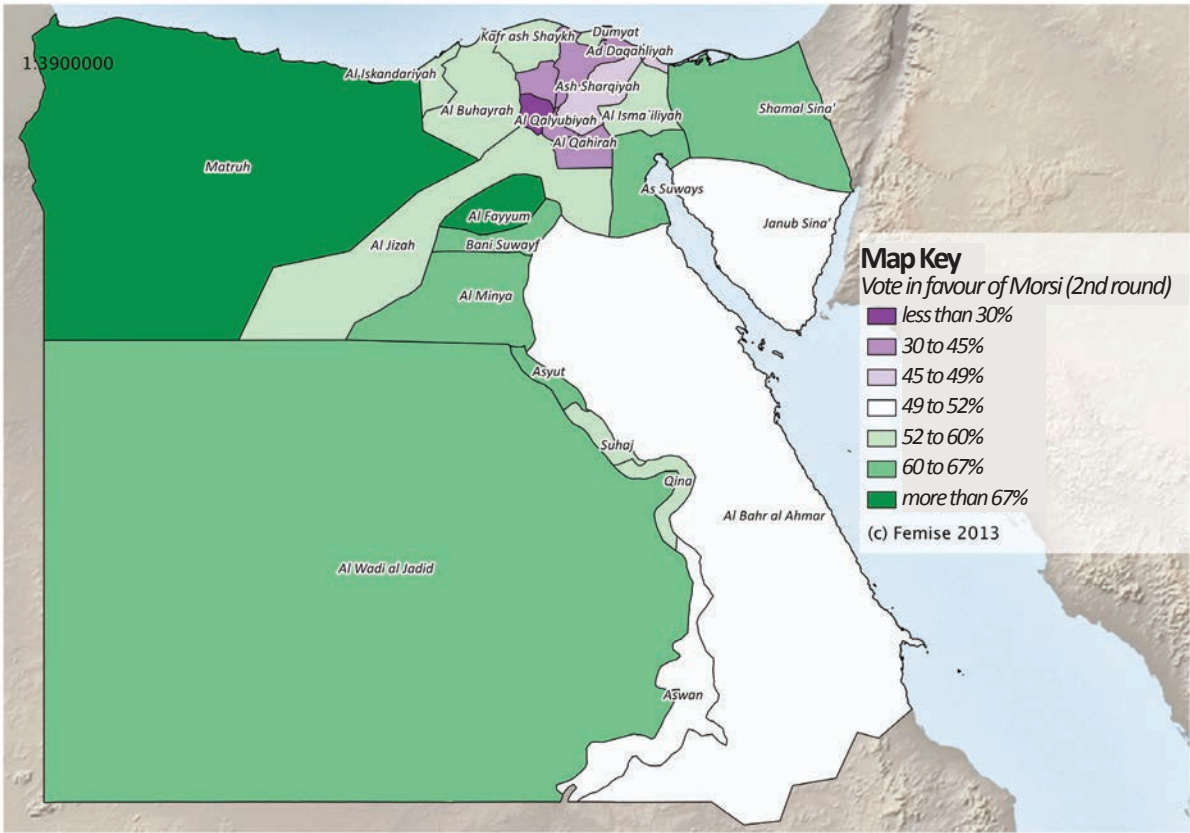 Kafr ash Shaykh
Dumyat
Ad Daqahliyah
1:3900000
Al Iskandariyah
Ash Sharqiyah
Al Buhayrah
Al Qalyubiyah
Al Isma`iliyah
Shamal Sina'
Al Qahirah
Matruh
As Suways
Al Fayyum
Janub Sina'
Al Jizah
Bani Suwayf
Al Minya
Asyut
Suhaj
Qina
Al Bahr al Ahmar
Al Wadi al Jadid
Aswan
Map Key
Vote in favour of Morsi (2nd round)
less than 30%
30 to 45%
45 to 49%
49 to 52%
52 to 60%
60 to 67%
more than 67%
(c) Femise 2013